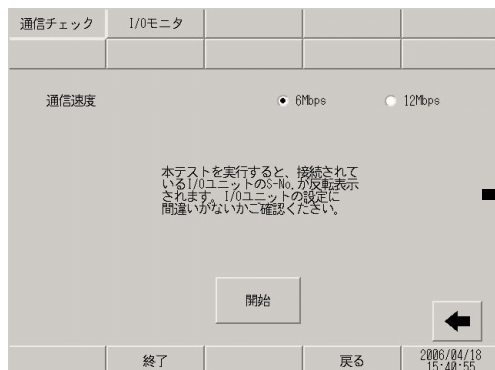 通信チェック
I/Oモニタ
通信速度
6Mbps
12Mbps
本テストを実行すると、接続されて
いるI/OユニットのS-No.が反転表示
されます。I/Oユニットの設定に
間違いがないかご確認ください。
開始
終了
戻る
2006/04/18
15:40:55